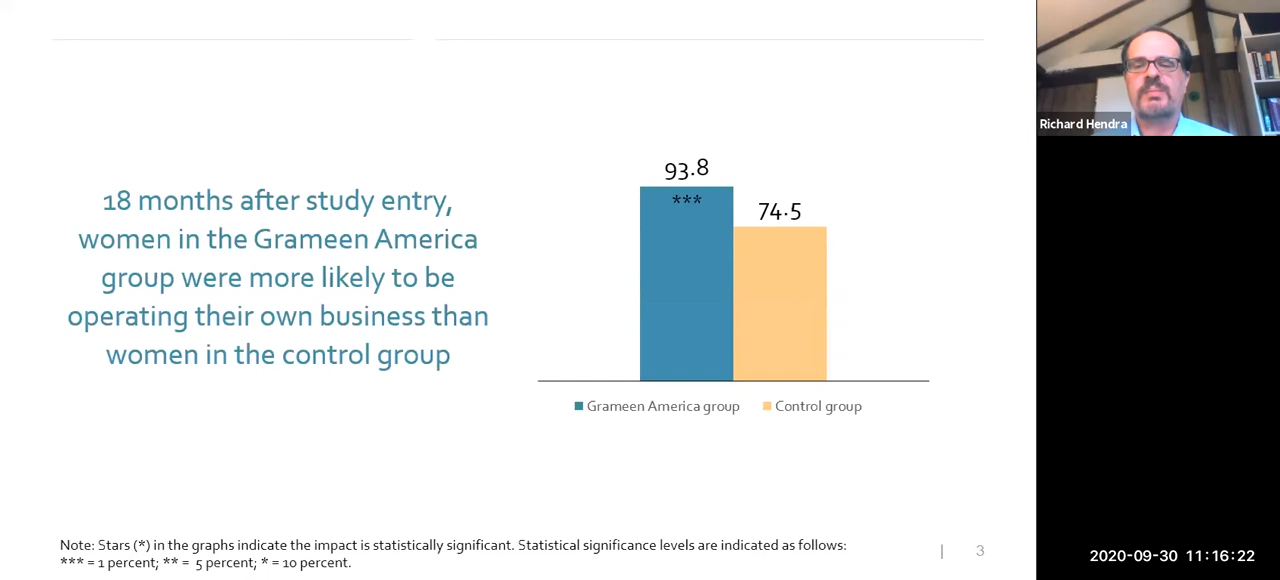 18 months after study entry,
women in the Grameen America
group were more likely to be
operating their own business than
women in the control group
93.8
***
74.5
Grameen America group
Control group
Note: Stars (*) in the graphs indicate the impact is statistically significant. Statistical significance levels are indicated as follows:
*** = 1 percent; ** = 5 percent; * = 10 percent.
| 3
Richard Hendra
2020-09-30 11:16:22